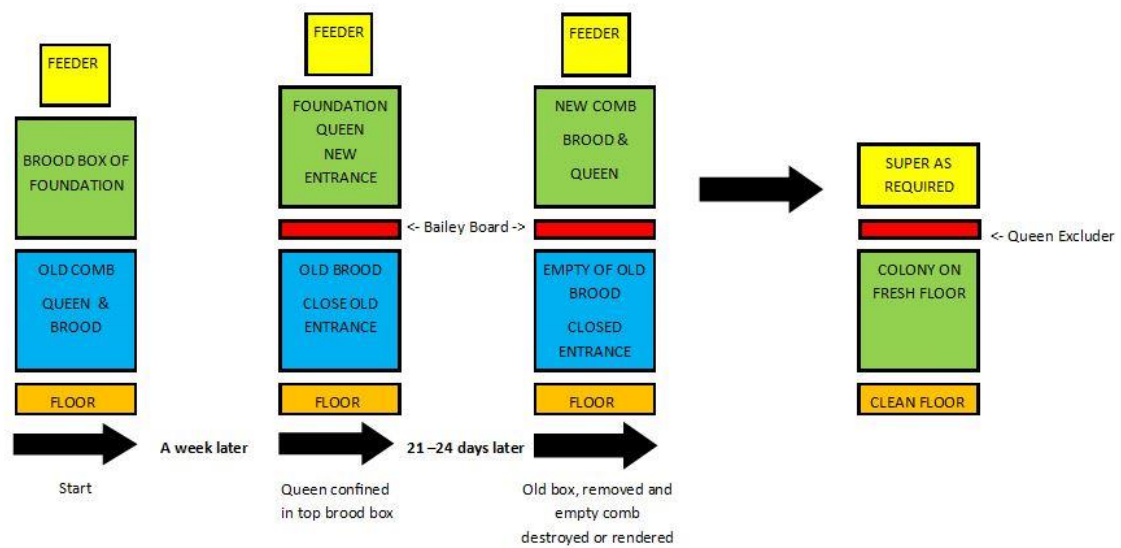 FEEDER
BROOD BOX OF
FOUNDATION
OLD COMB
QUEEN &
BROOD
FLOOR
Start
A week later
FEEDER
FOUNDATION
QUEEN
NEW
ENTRANCE
<- Bailey Board ->
OLD BROOD
CLOSE OLD
ENTRANCE
FLOOR
Queen confined
in top brood box
21 –24 days later
FEEDER
NEW COMB
BROOD &
QUEEN
EMPTY OF OLD
BROOD
CLOSED
ENTRANCE
FLOOR
Old box, removed and
empty comb
destroyed or rendered
SUPER AS
REQUIRED
<- Queen Excluder
COLONY ON
FRESH FLOOR
CLEAN FLOOR